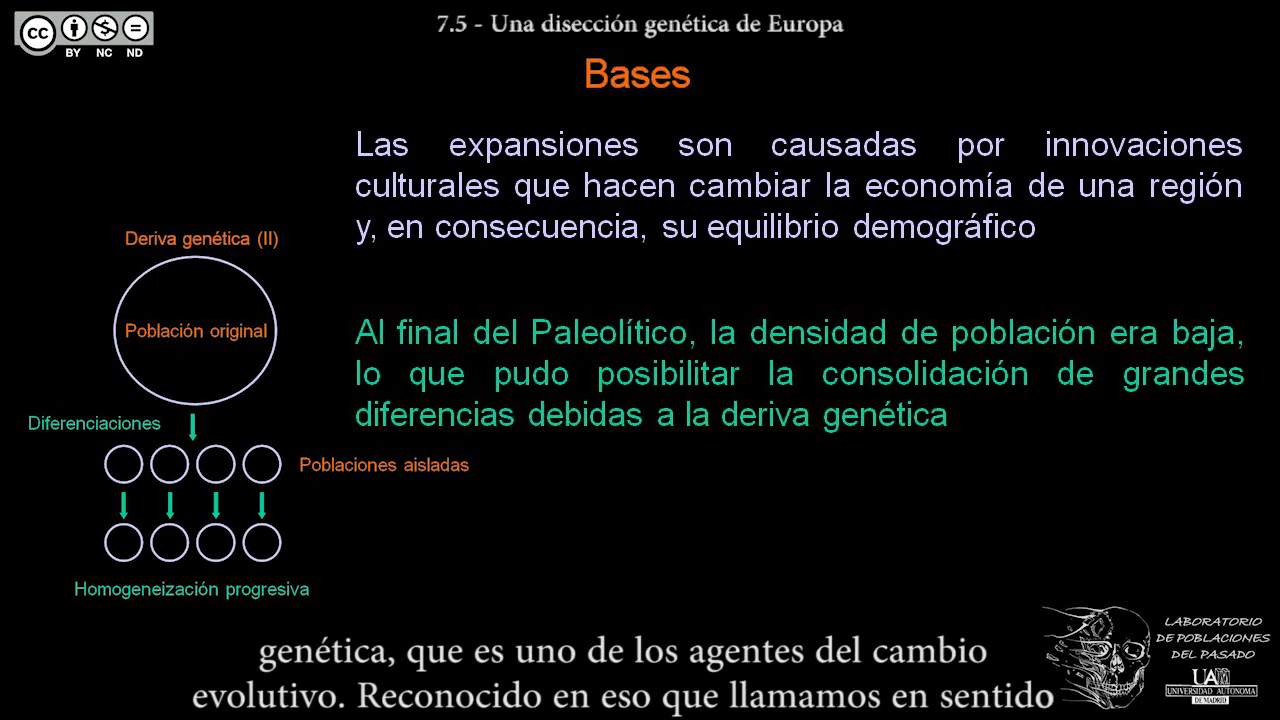 7.5 - Una disección genética de Europa
cc
BY NC ND
Bases
Las expansiones son causadas por innovaciones
culturales que hacen cambiar la economía de una región
y, en consecuencia, su equilibrio demográfico
Al final del Paleolítico, la densidad de población era baja,
lo que pudo posibilitar la consolidación de grandes
diferencias debidas a la deriva genética
Deriva genética (II)
Población original
Diferenciaciones
Poblaciones aisladas
Homogeneización progresiva
genética, que es uno de los agentes del cambio
evolutivo. Reconocido en eso que llamamos en sentido
LABORATORIO
DE POBLACIONES
DEL PASADO
UAM
UNIVERSIDAD AUTONOMA
DE MADRID